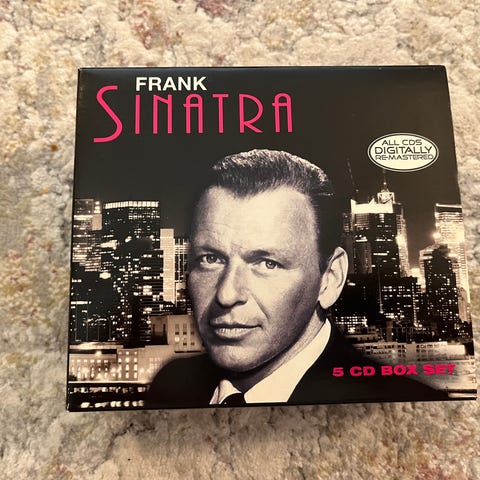 FRANK
SINATRA
ALL CDS
DIGITALLY
RE-MASTERED
5 CD BOX SET